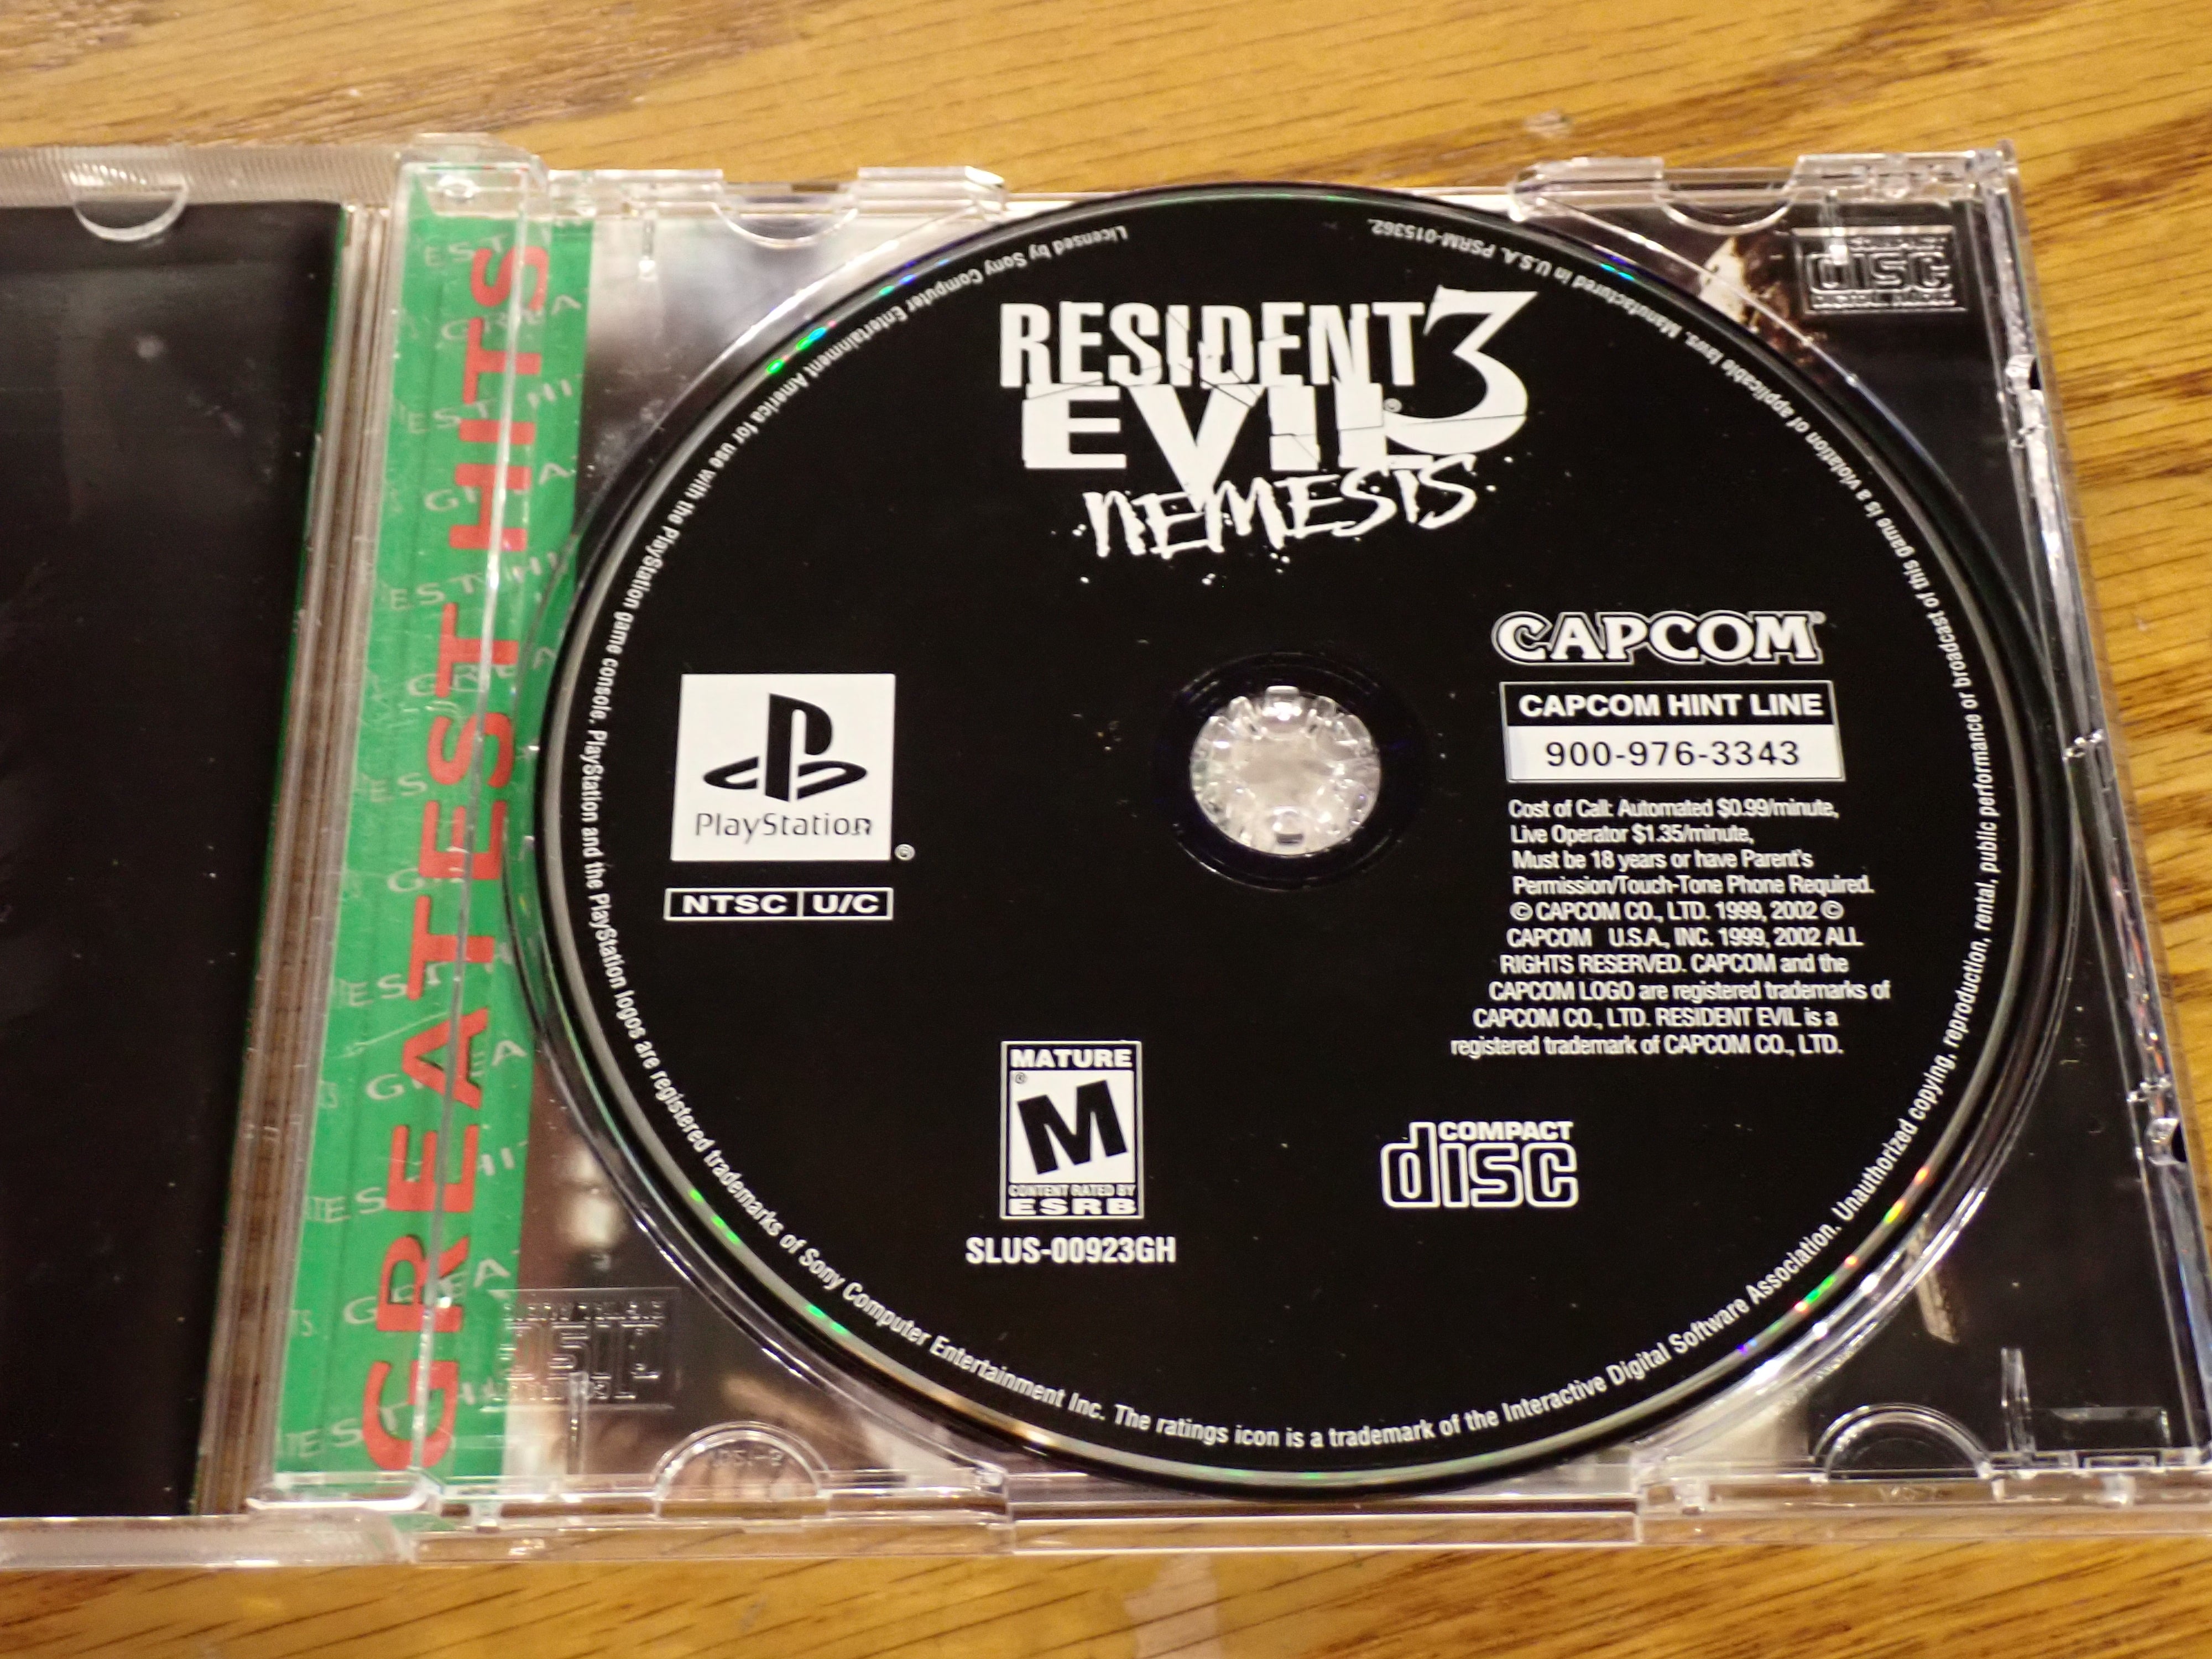 GREATEST HITS
RESIDENT
EVIL® 3
NEMESIS
PlayStation
®
NTSC U/C
CAPCOM®
CAPCOM HINT LINE
900-976-3343
Cost of Call: Automated $0.99/minute,
Live Operator $1.35/minute,
Must be 18 years or have Parent's
Permission/Touch-Tone Phone Required.
© CAPCOM CO., LTD. 1999, 2002 ©
CAPCOM U.S.A., INC. 1999, 2002 ALL
RIGHTS RESERVED. CAPCOM and the
CAPCOM LOGO are registered trademarks of
CAPCOM CO., LTD. RESIDENT EVIL is a
registered trademark of CAPCOM CO., LTD.
MATURE
M
®
CONTENT RATED BY
ESRB
SLUS-00923GH
COMPACT
disc
Licensed by Sony Computer Entertainment America for use with the PlayStation game console. PlayStation and the PlayStation logos are registered trademarks of Sony Computer Entertainment Inc. The ratings icon is a trademark of the Interactive Digital Software Association. Unauthorized copying, reproduction, rental, public performance or broadcast of this game is a violation of applicable laws. Manufactured in U.S.A. PSRM-015362.
COMPACT
disc
DIGITAL AUDIO